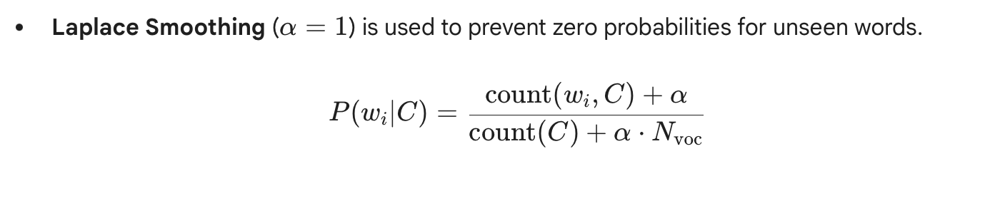 • Laplace Smoothing (α = 1) is used to prevent zero probabilities for unseen words.
P(wᵢ|C) = (count(wᵢ, C) + α) / (count(C) + α · N_voc)